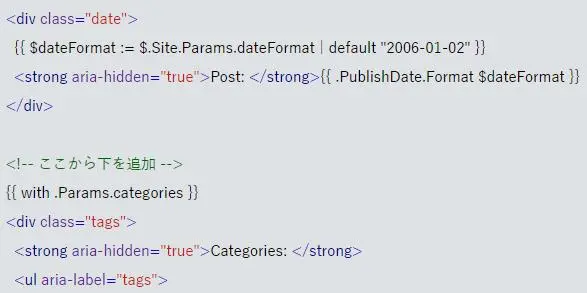 <div class="date">
{{ $dateFormat := $.Site.Params.dateFormat | default "2006-01-02" }}
<strong aria-hidden="true">Post: </strong>{{ .PublishDate.Format $dateFormat }}
</div>
<!-- ここから下を追加 -->
{{ with .Params.categories }}
<div class="tags">
<strong aria-hidden="true">Categories: </strong>
<ul aria-label="tags">